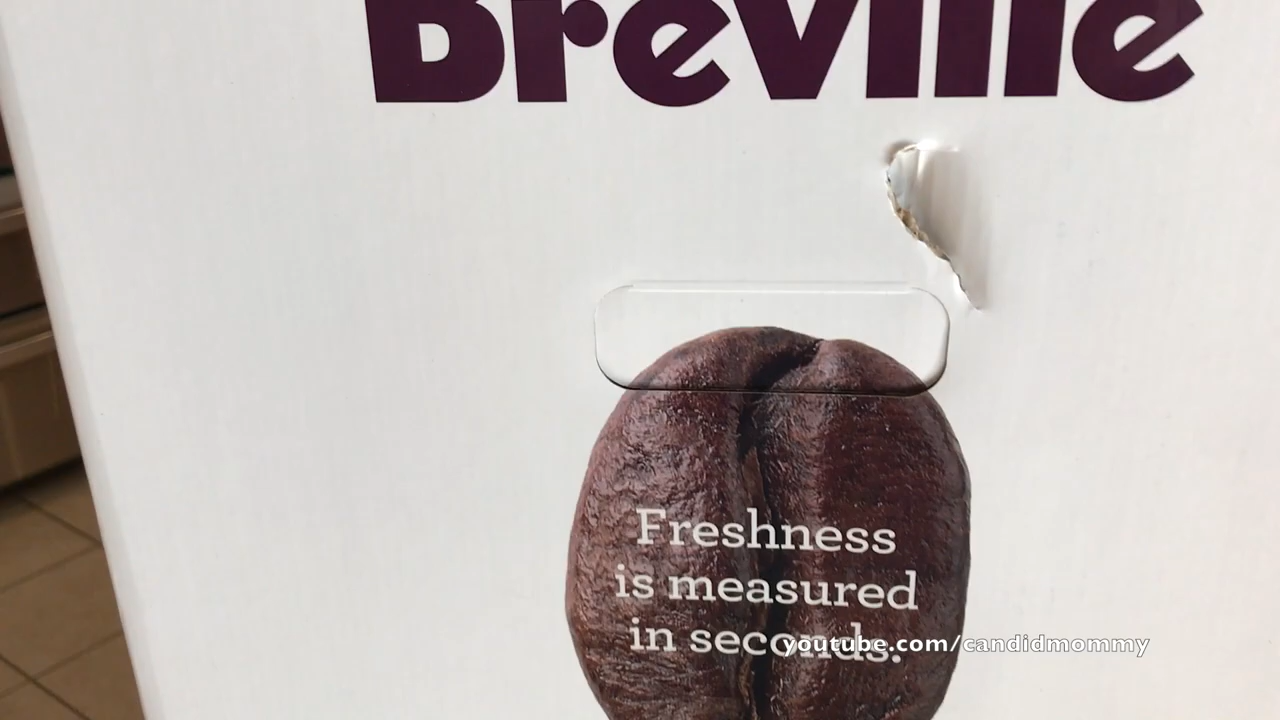 Breville
Freshness
is measured
in seconds.
youtube.com/candidmommy